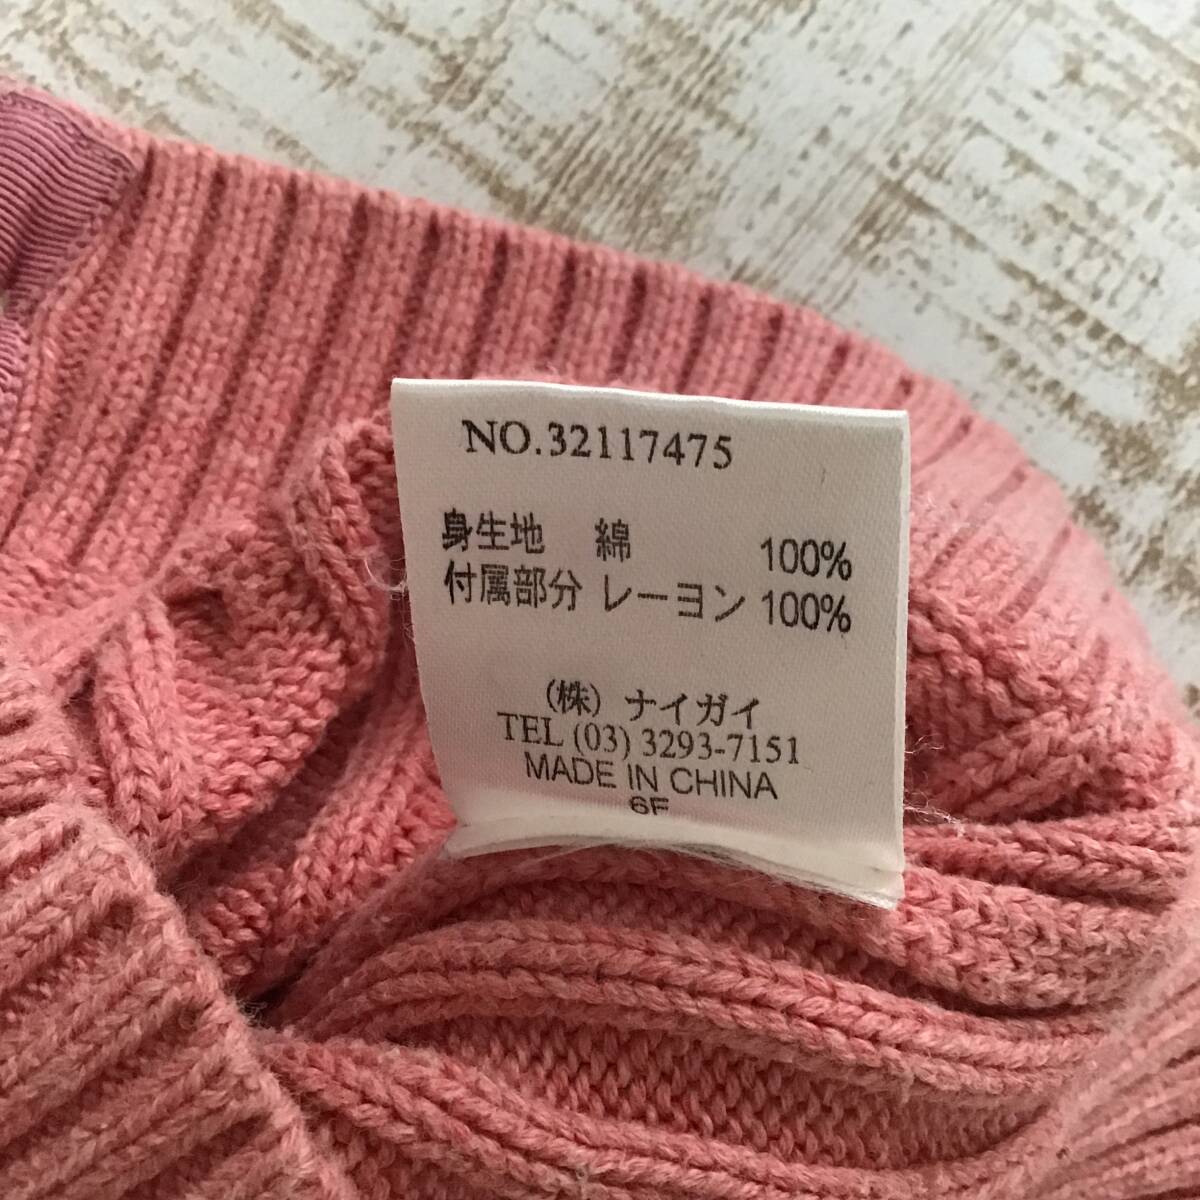 NO.32117475
身生地 綿 100%
付属部分 レーヨン 100%
(株) ナイガイ
TEL (03) 3293-7151
MADE IN CHINA
6F